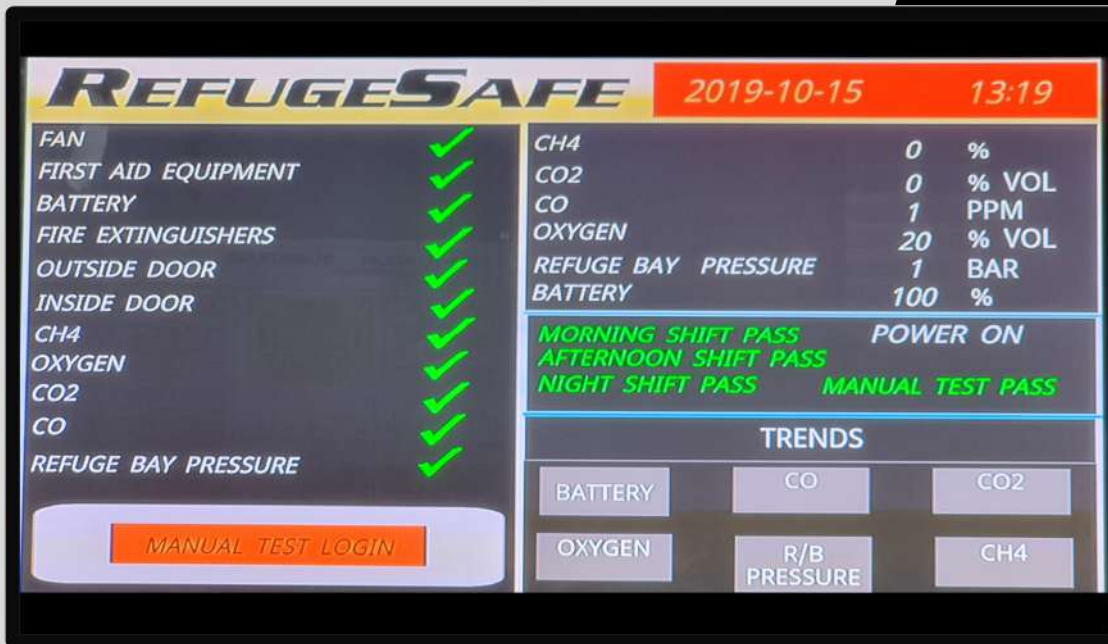 REFUGESAFE 2019-10-15 13:19
FAN
FIRST AID EQUIPMENT
BATTERY
FIRE EXTINGUISHERS
OUTSIDE DOOR
INSIDE DOOR
CH4
OXYGEN
CO2
CO
REFUGE BAY PRESSURE
MANUAL TEST LOGIN
CH4 0 %
CO2 0 % VOL
CO 1 PPM
OXYGEN 20 % VOL
REFUGE BAY PRESSURE 1 BAR
BATTERY 100 %
MORNING SHIFT PASS POWER ON
AFTERNOON SHIFT PASS
NIGHT SHIFT PASS MANUAL TEST PASS
TRENDS
BATTERY CO CO2
OXYGEN R/B PRESSURE CH4